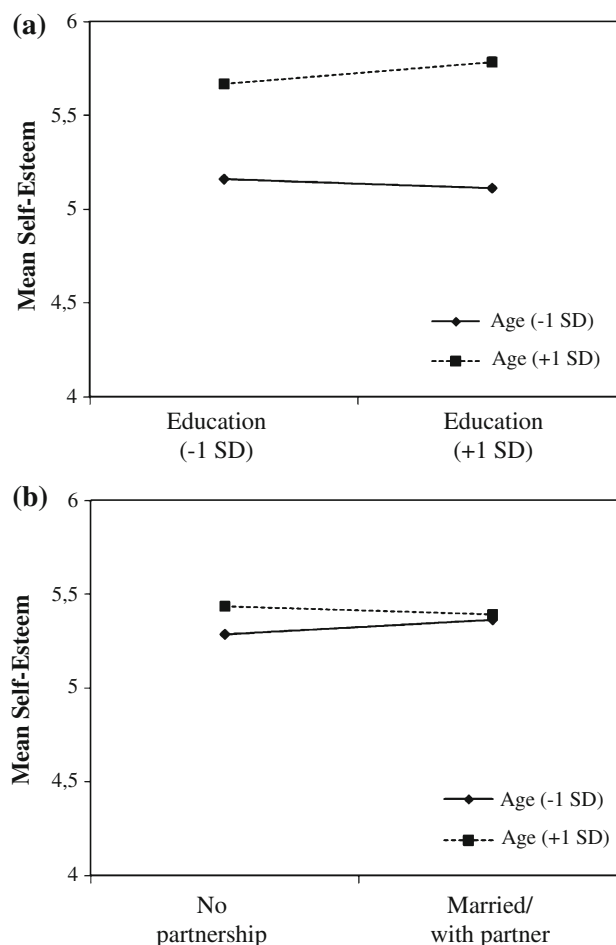 (a)
6
5,5
5
4,5
4
Mean Self-Esteem
Age (-1 SD)
Age (+1 SD)
Education
(-1 SD)
Education
(+1 SD)
(b)
6
5,5
5
4,5
4
Mean Self-Esteem
Age (-1 SD)
Age (+1 SD)
No
partnership
Married/
with partner